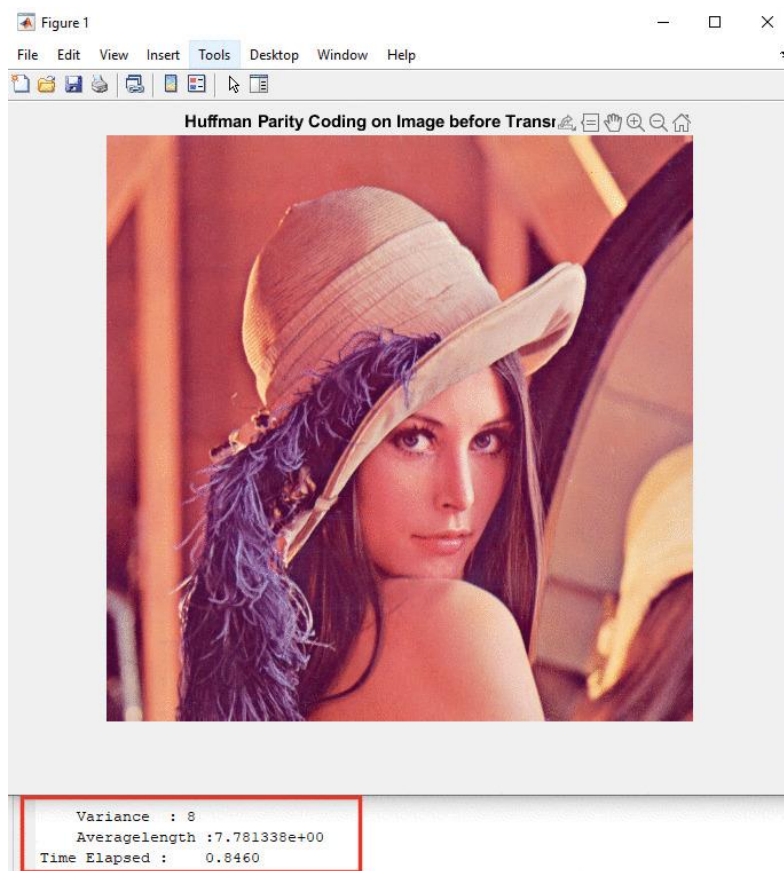 Figure 1
File Edit View Insert Tools Desktop Window Help
Huffman Parity Coding on Image before
Variance : 8
Averagelength :7.781338e+00
Time Elapsed : 0.8460